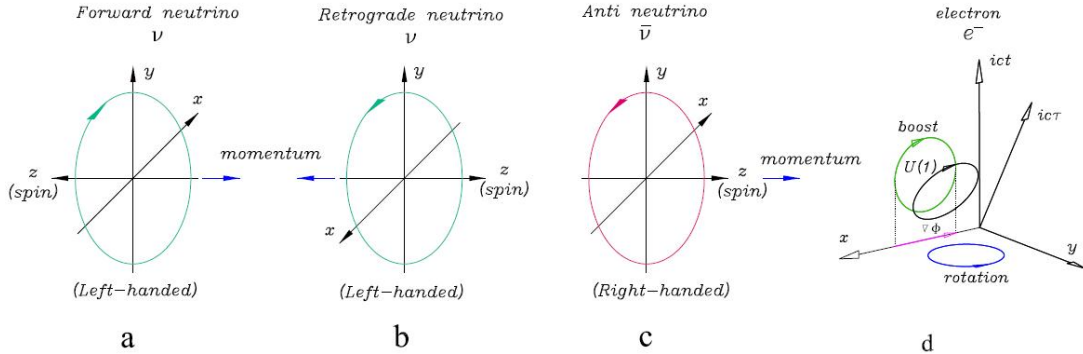 Forward neutrino
ν
y
x
z
(spin)
(Left-handed)
a
Retrograde neutrino
ν
y
momentum
z
(spin)
x
(Left-handed)
b
Anti neutrino
ν̄
y
x
z
(spin)
momentum
(Right-handed)
c
electron
e⁻
ict
icτ
boost
U(1)
∇ Φ
x
y
rotation
d